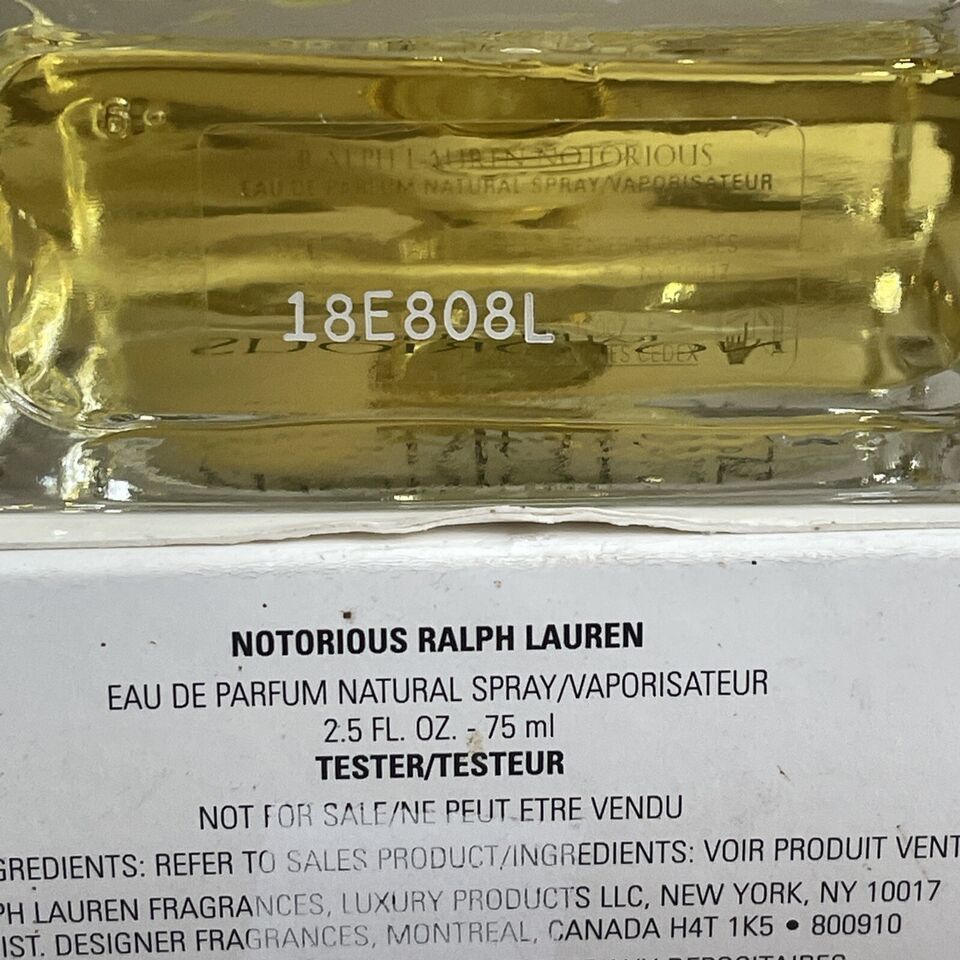 RALPH LAUREN NOTORIOUS
EAU DE PARFUM NATURAL SPRAY/VAPORISATEUR
FRAGRANCES
18E808L
CEDEX
NOTORIOUS RALPH LAUREN
EAU DE PARFUM NATURAL SPRAY/VAPORISATEUR
2.5 FL. OZ. - 75 ml
TESTER/TESTEUR
NOT FOR SALE/NE PEUT ETRE VENDU
GREDIENTS: REFER TO SALES PRODUCT/INGREDIENTS: VOIR PRODUIT VENT
PH LAUREN FRAGRANCES, LUXURY PRODUCTS LLC, NEW YORK, NY 10017
IST. DESIGNER FRAGRANCES, MONTREAL, CANADA H4T 1K5 • 800910